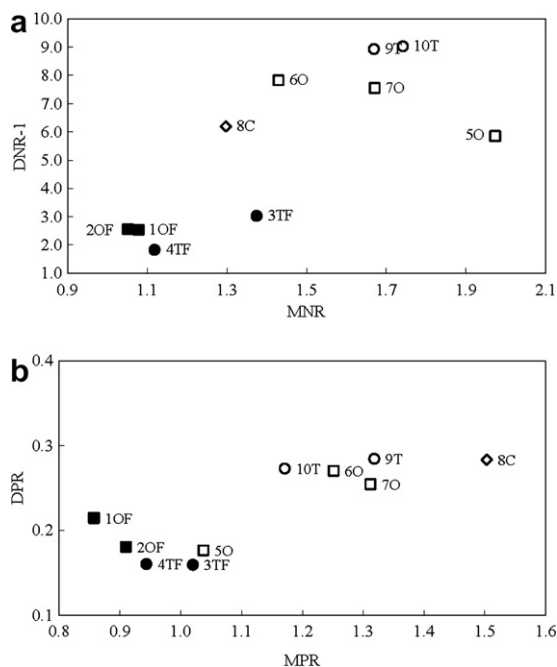 a
10.0
9.0
8.0
7.0
6.0
5.0
4.0
3.0
2.0
1.0
DNR-1
9T
10T
6O
7O
8C
5O
3TF
2OF
1OF
4TF
0.9
1.1
1.3
1.5
1.7
1.9
2.1
MNR
b
0.4
0.3
0.2
0.1
DPR
10T
6O
9T
7O
8C
1OF
2OF
5O
4TF
3TF
0.8
0.9
1.0
1.1
1.2
1.3
1.4
1.5
1.6
MPR